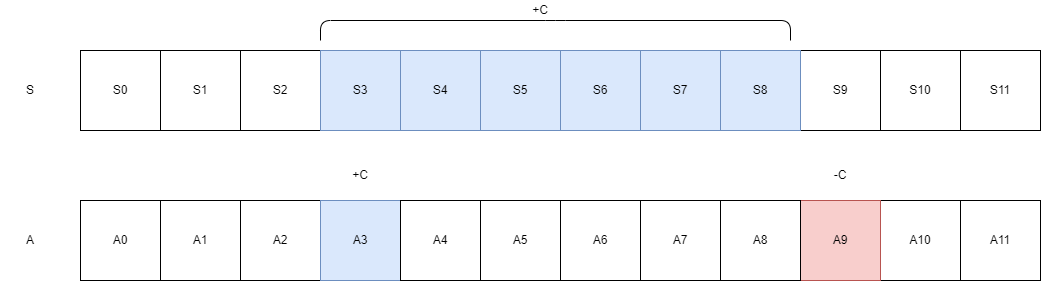 +C
S S0 S1 S2 S3 S4 S5 S6 S7 S8 S9 S10 S11
+C -C
A A0 A1 A2 A3 A4 A5 A6 A7 A8 A9 A10 A11